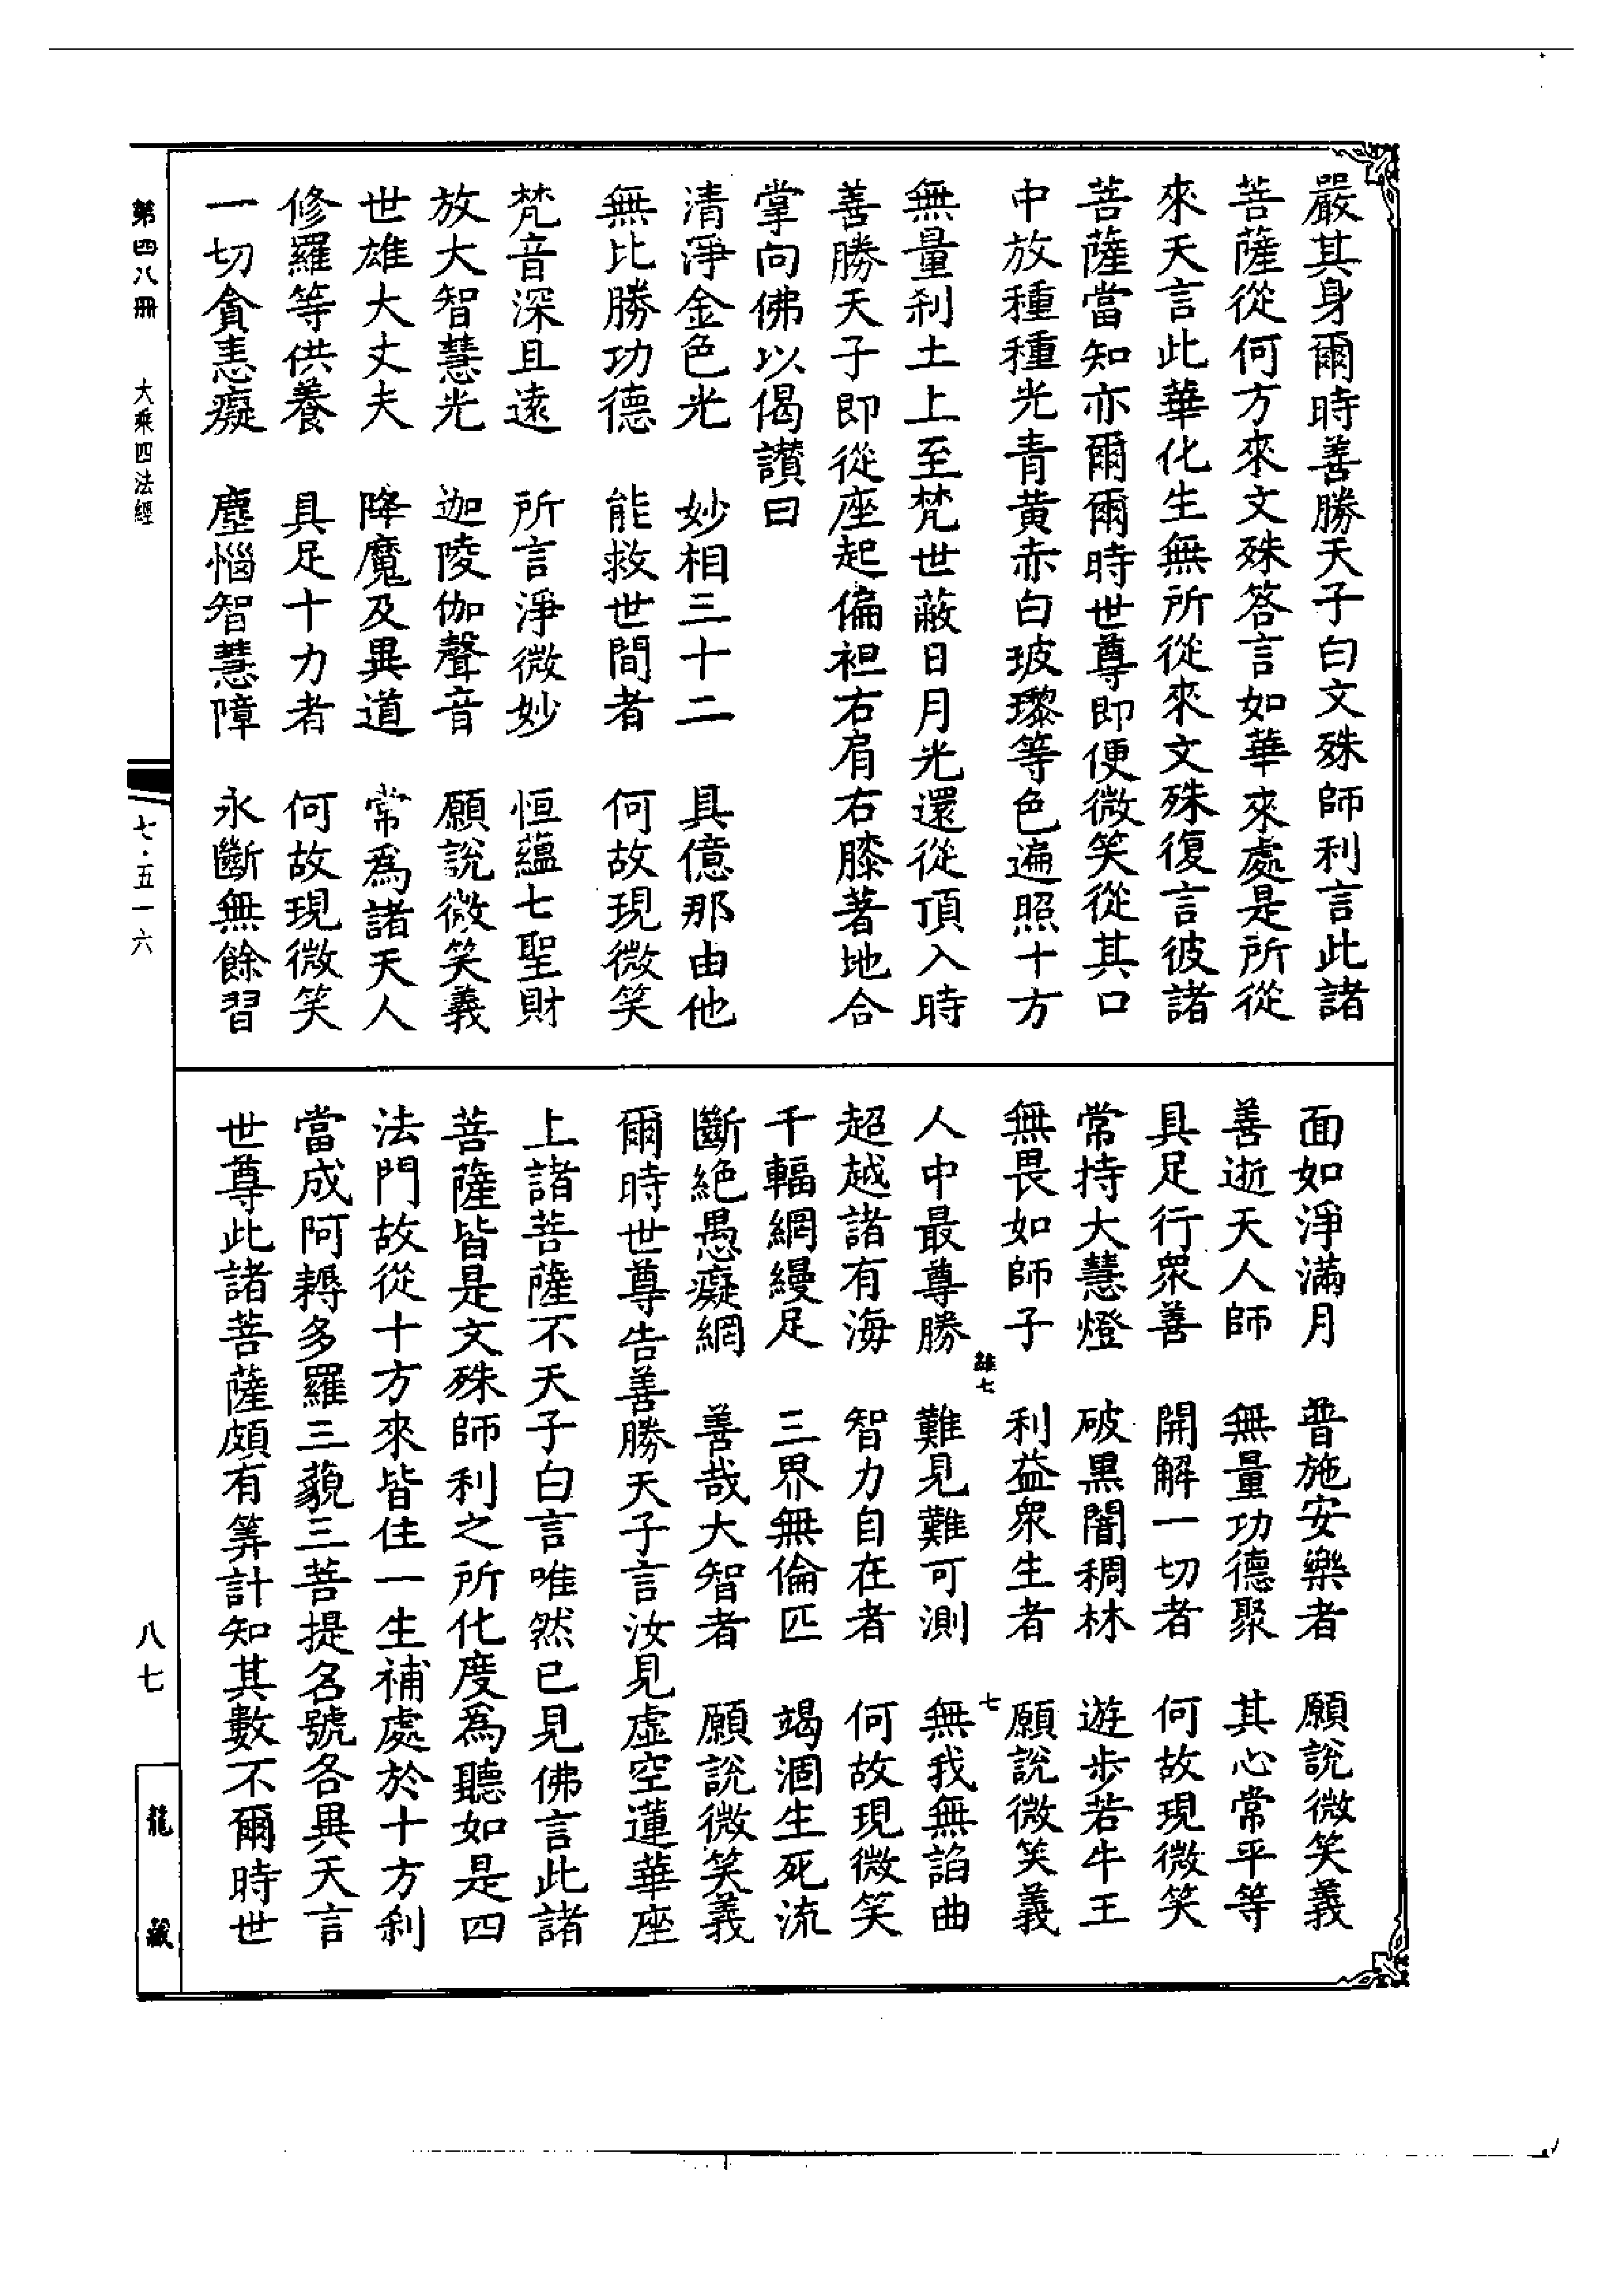 嚴其身爾時善勝天子白文殊師利言此諸
菩薩從何方來文殊答言如華來處是所從
來天言此華化生無所從來文殊復言彼諸
菩薩當知亦爾爾時世尊即便微笑從其口
中放種種光青黃赤白玻瓈等色遍照十方
無量刹土上至梵世蔽日月光還從頂入時
善勝天子即從座起偏袒右肩右膝著地合
掌向佛以偈讚曰
清淨金色光　妙相三十二　具億那由他
無比勝功德　能救世間者　何故現微笑
梵音深且遠　所言淨微妙　恒蘊七聖財
放大智慧光　迦陵伽聲音　願說微笑義
世雄大丈夫　降魔及異道　常為諸天人
修羅等供養　具足十力者　何故現微笑
一切貪恚癡　塵惱智慧障　永斷無餘習
面如淨滿月　普施安樂者　願說微笑義
善逝天人師　無量功德聚　其心常平等
具足行眾善　開解一切者　何故現微笑
常持大慧燈　破黑闇稠林　遊步若牛王
無畏如師子　利益眾生者　願說微笑義
雜七　七
人中最尊勝　難見難可測　無我無諂曲
超越諸有海　智力自在者　何故現微笑
千輻網縵足　三界無倫匹　竭涸生死流
斷絕愚癡網　善哉大智者　願說微笑義
爾時世尊告善勝天子言汝見虛空蓮華座
上諸菩薩不天子白言唯然已見佛言此諸
菩薩皆是文殊師利之所化度為聽如是四
法門故從十方來皆住一生補處於十方刹
當成阿耨多羅三藐三菩提名號各異天言
世尊此諸菩薩頗有筭計知其數不爾時世
第四八冊　大乘四法經
七·五一六
八七
龍藏